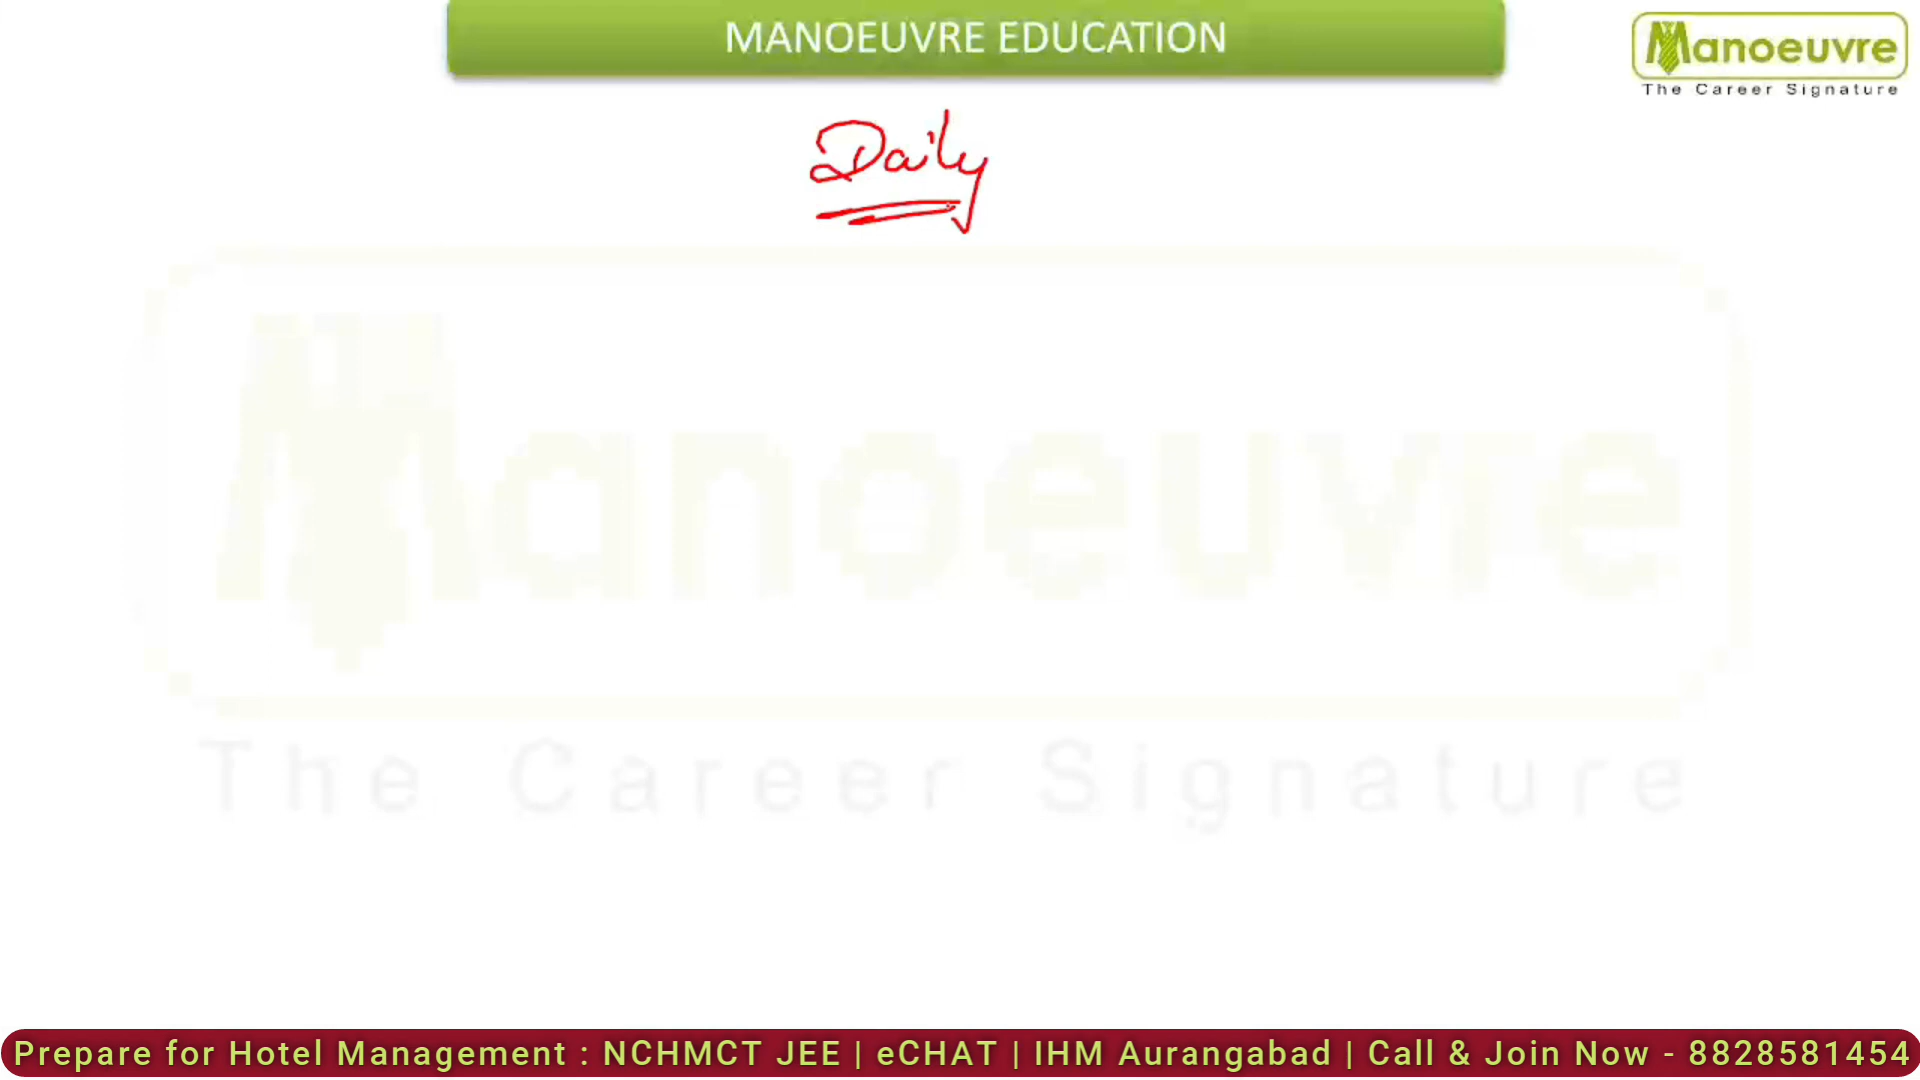 MANOEUVRE EDUCATION
Manoeuvre
The Career Signature
Daily
Manoeuvre
The Career Signature
Prepare for Hotel Management : NCHMCT JEE | eCHAT | IHM Aurangabad | Call & Join Now - 8828581454